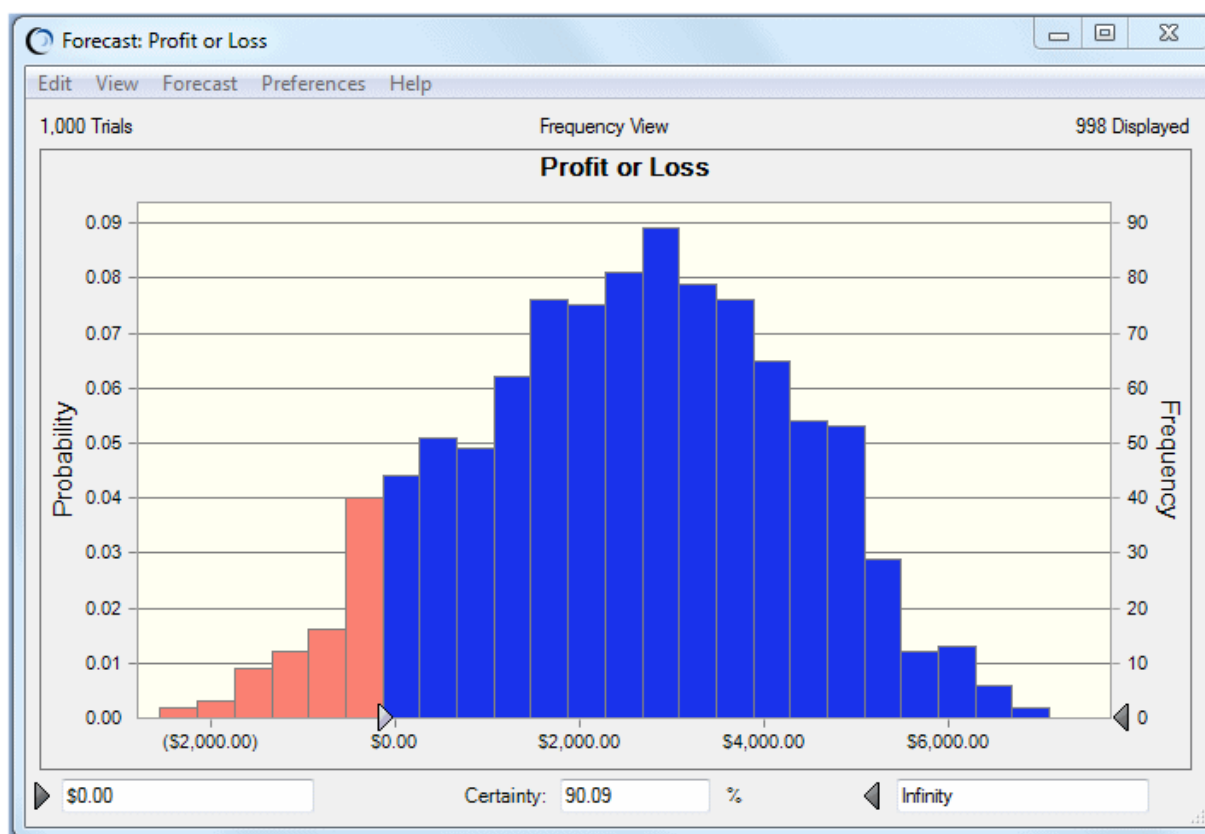 Forecast: Profit or Loss
Edit View Forecast Preferences Help
1,000 Trials Frequency View 998 Displayed
Profit or Loss
0.09 90
0.08 80
0.07 70
0.06 60
0.05 50
0.04 40
0.03 30
0.02 20
0.01 10
0.00 0
Probability
Frequency
($2,000.00) $0.00 $2,000.00 $4,000.00 $6,000.00
$0.00 Certainty: 90.09 % Infinity